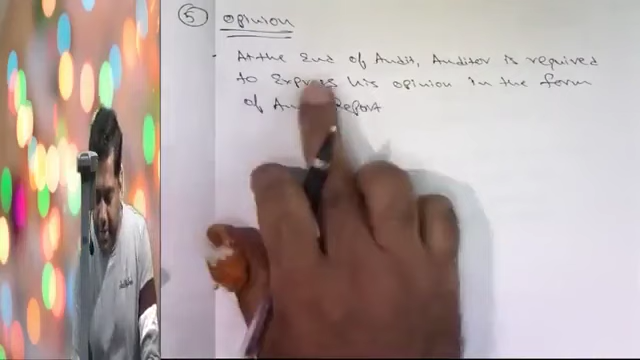 5 opinion
At the End of Audit, Auditor is required
to Express his opinion in the form
of Report